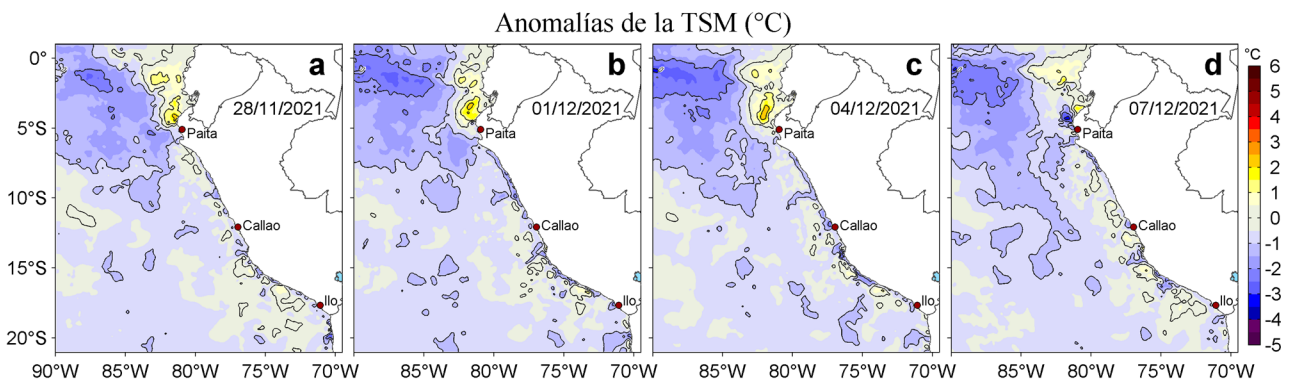 Anomalías de la TSM (°C)
a
28/11/2021
Paita
Callao
Ilo
b
01/12/2021
Paita
Callao
Ilo
c
04/12/2021
Paita
Callao
Ilo
d
07/12/2021
Paita
Callao
Ilo
0°
5°S
10°S
15°S
20°S
90°W 85°W 80°W 75°W 70°W
85°W 80°W 75°W 70°W
85°W 80°W 75°W 70°W
85°W 80°W 75°W 70°W
°C
6
5
4
3
2
1
0
-1
-2
-3
-4
-5